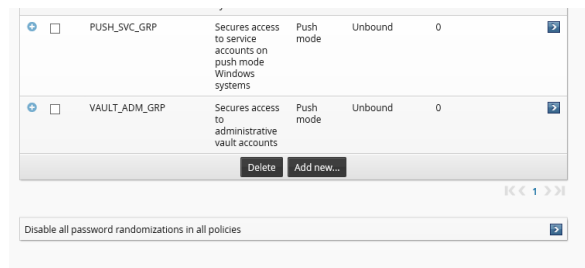 PUSH_SVC_GRP Secures access Push Unbound 0
to service mode
accounts on
push mode
Windows
systems
VAULT_ADM_GRP Secures access Push Unbound 0
to mode
administrative
vault accounts
Delete Add new...
1
Disable all password randomizations in all policies